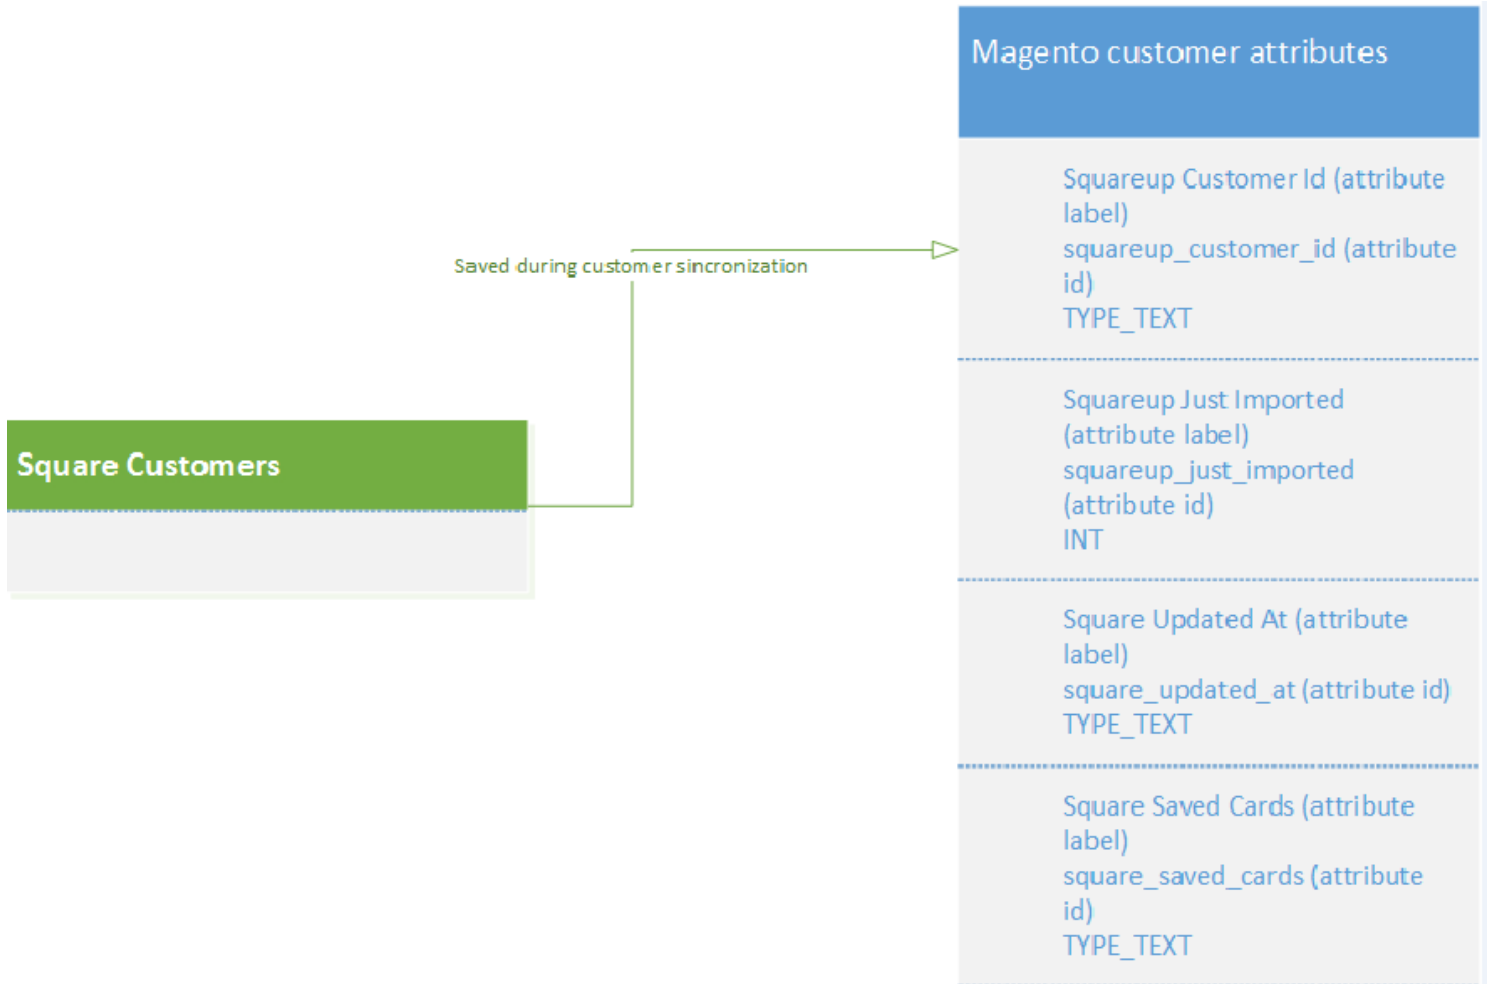 Magento customer attributes
Squareup Customer Id (attribute
label)
squareup_customer_id (attribute
id)
TYPE_TEXT
Saved during customer sincronization
Squareup Just Imported
(attribute label)
squareup_just_imported
(attribute id)
INT
Square Customers
Square Updated At (attribute
label)
square_updated_at (attribute id)
TYPE_TEXT
Square Saved Cards (attribute
label)
square_saved_cards (attribute
id)
TYPE_TEXT